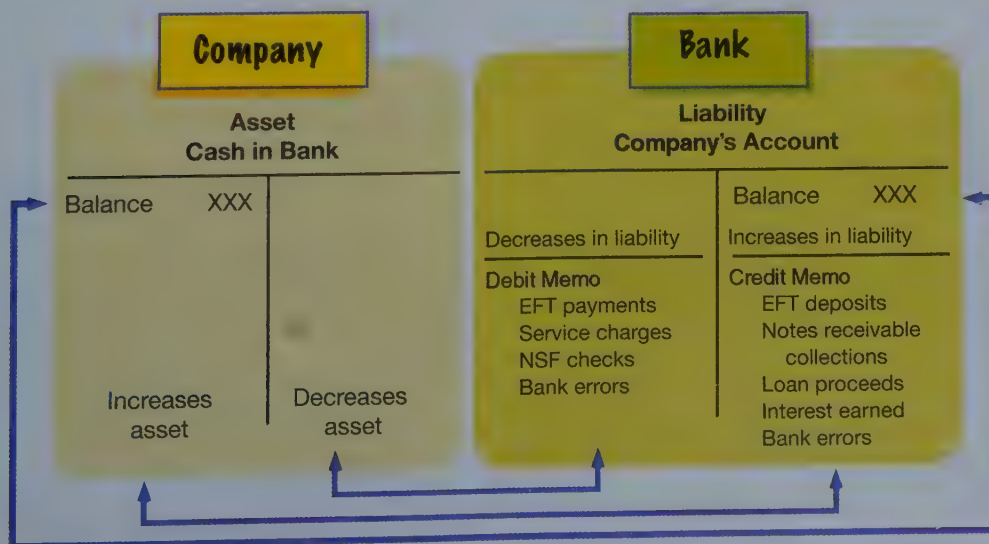 Company
Asset
Cash in Bank
Balance XXX
Increases
asset
Decreases
asset
Bank
Liability
Company's Account
Decreases in liability
Debit Memo
EFT payments
Service charges
NSF checks
Bank errors
Balance XXX
Increases in liability
Credit Memo
EFT deposits
Notes receivable
collections
Loan proceeds
Interest earned
Bank errors